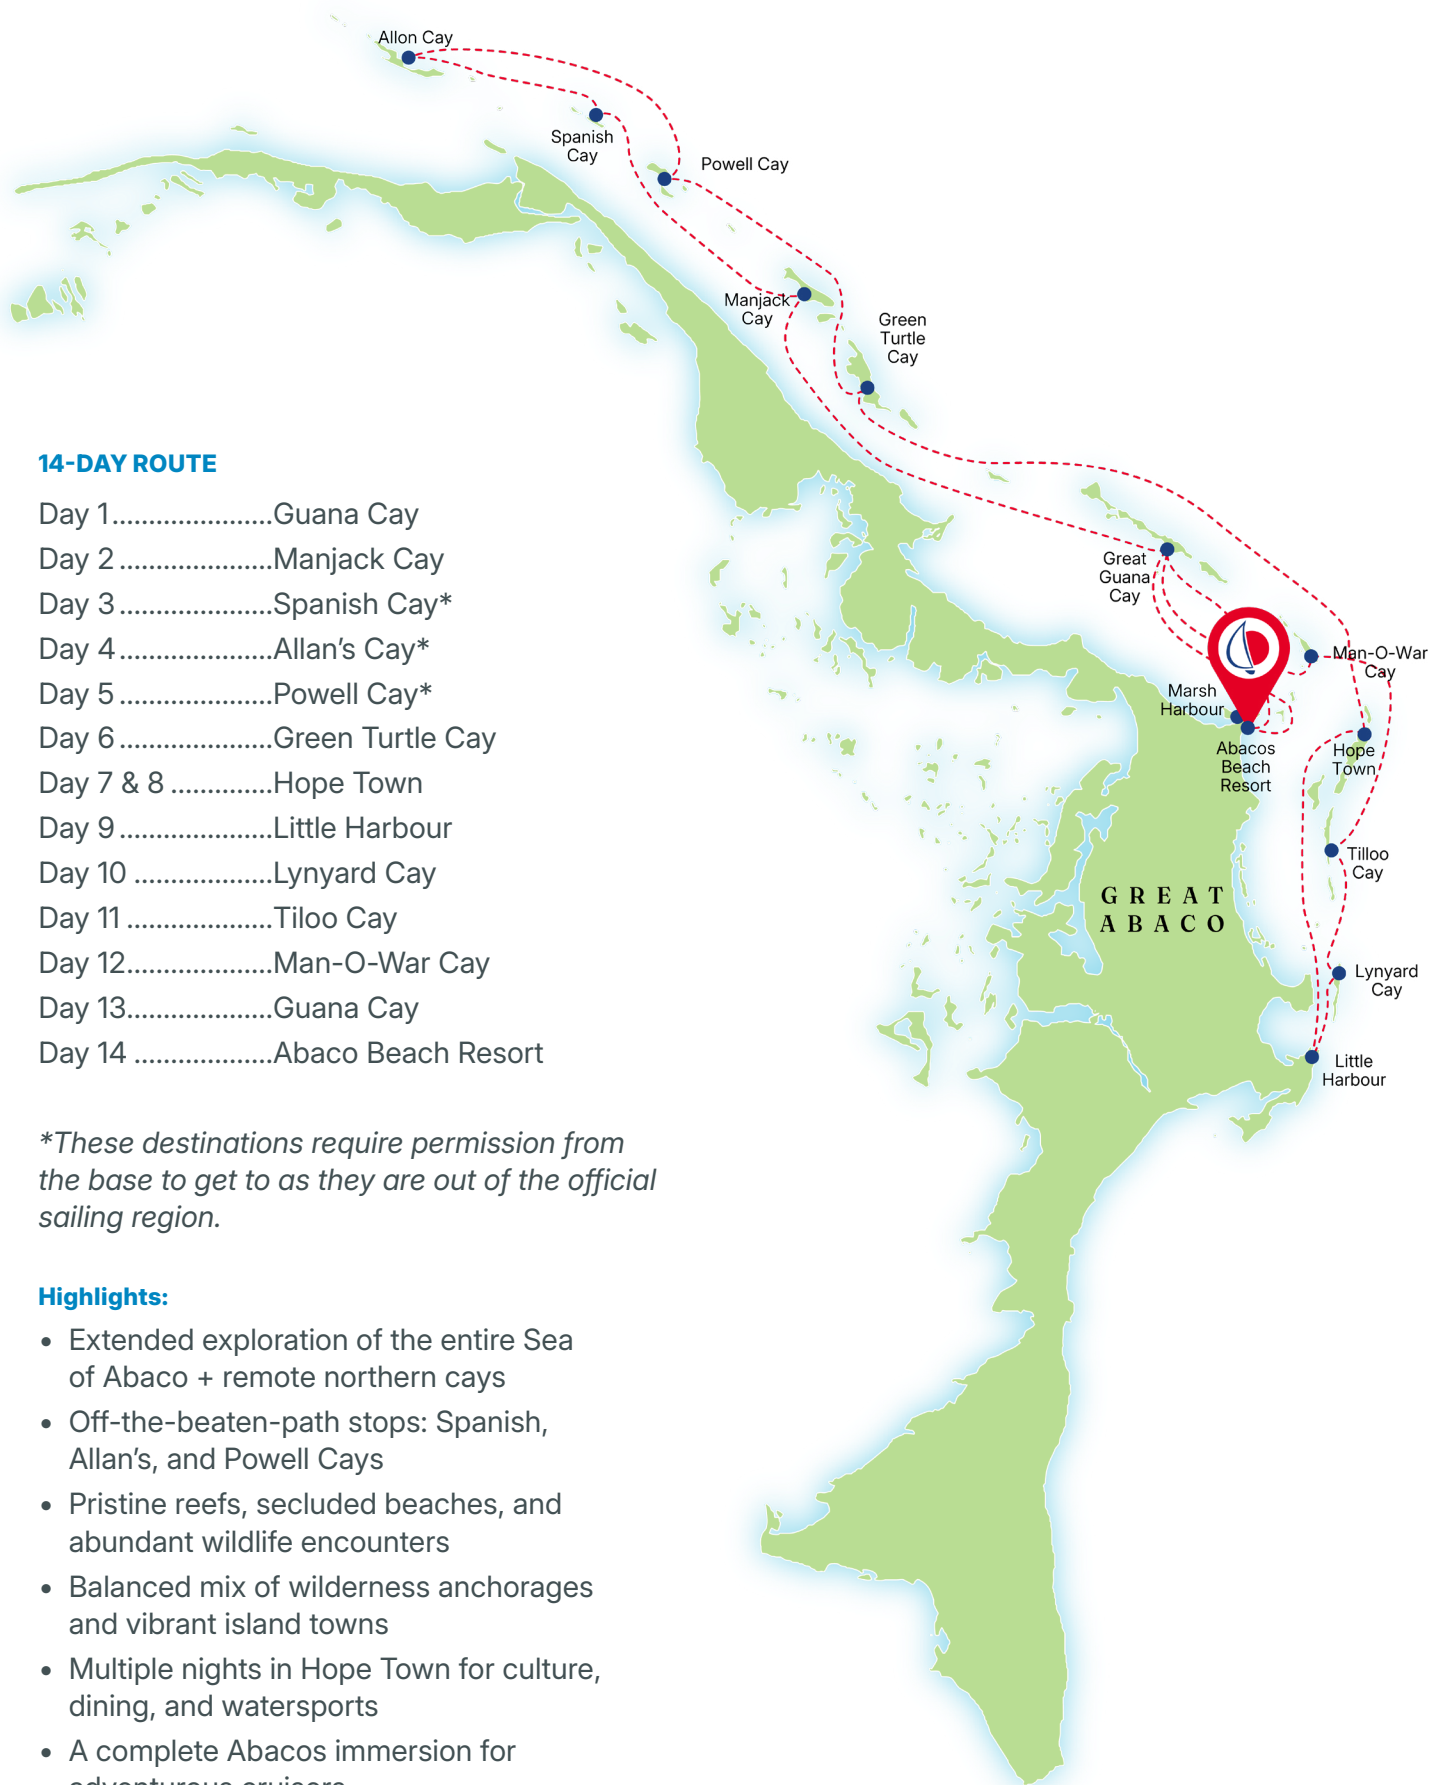 Allon Cay
Spanish
Cay
Powell Cay
Manjack
Cay
Green
Turtle
Cay
Great
Guana
Cay
Man-O-War
Cay
Marsh
Harbour
Abacos
Beach
Resort
Hope
Town
Tilloo
Cay
GREAT
ABACO
Lynyard
Cay
Little
Harbour
14-DAY ROUTE
Day 1......................Guana Cay
Day 2.....................Manjack Cay
Day 3.....................Spanish Cay*
Day 4.....................Allan’s Cay*
Day 5.....................Powell Cay*
Day 6.....................Green Turtle Cay
Day 7 & 8..............Hope Town
Day 9.....................Little Harbour
Day 10...................Lynyard Cay
Day 11....................Tiloo Cay
Day 12....................Man-O-War Cay
Day 13....................Guana Cay
Day 14...................Abaco Beach Resort
*These destinations require permission from
the base to get to as they are out of the official
sailing region.
Highlights:
• Extended exploration of the entire Sea
of Abaco + remote northern cays
• Off-the-beaten-path stops: Spanish,
Allan’s, and Powell Cays
• Pristine reefs, secluded beaches, and
abundant wildlife encounters
• Balanced mix of wilderness anchorages
and vibrant island towns
• Multiple nights in Hope Town for culture,
dining, and watersports
• A complete Abacos immersion for
adventurous cruisers